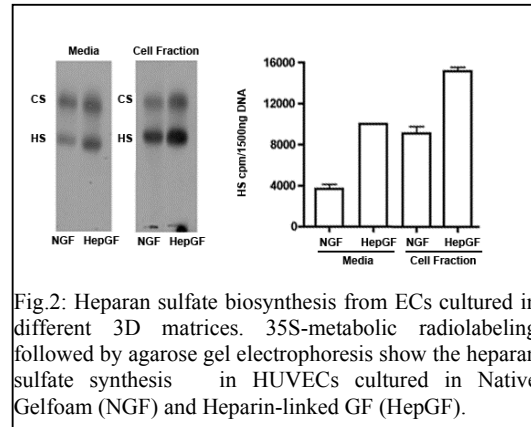 Media Cell Fraction
CS CS
HS HS
NGF HepGF NGF HepGF
HS cpm/1500ng DNA
16000
12000
8000
4000
0
NGF HepGF NGF HepGF
Media Cell Fraction
Fig.2: Heparan sulfate biosynthesis from ECs cultured in
different 3D matrices. 35S-metabolic radiolabeling
followed by agarose gel electrophoresis show the heparan
sulfate synthesis in HUVECs cultured in Native
Gelfoam (NGF) and Heparin-linked GF (HepGF).